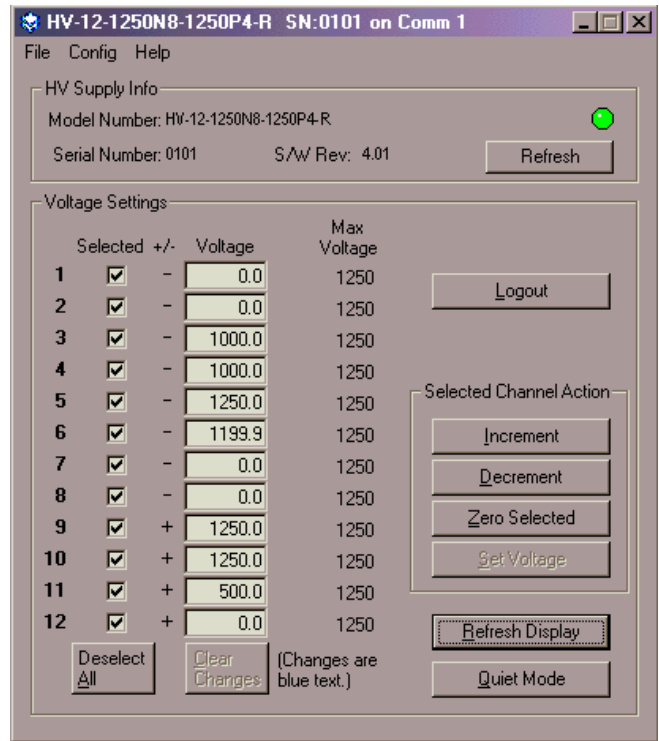 HV-12-1250N8-1250P4-R SN:0101 on Comm 1
File Config Help
HV Supply Info
Model Number: HV-12-1250N8-1250P4-R
Serial Number: 0101 S/W Rev: 4.01 Refresh
Voltage Settings
Selected +/- Voltage Max Voltage
1 - 0.0 1250
Logout
2 - 0.0 1250
3 - 1000.0 1250
4 - 1000.0 1250
5 - 1250.0 1250
Selected Channel Action
6 - 1199.9 1250
Increment
7 - 0.0 1250
Decrement
8 - 0.0 1250
Zero Selected
9 + 1250.0 1250
10 + 1250.0 1250
Set Voltage
11 + 500.0 1250
12 + 0.0 1250
Refresh Display
Deselect All
Clear Changes
(Changes are
blue text.)
Quiet Mode